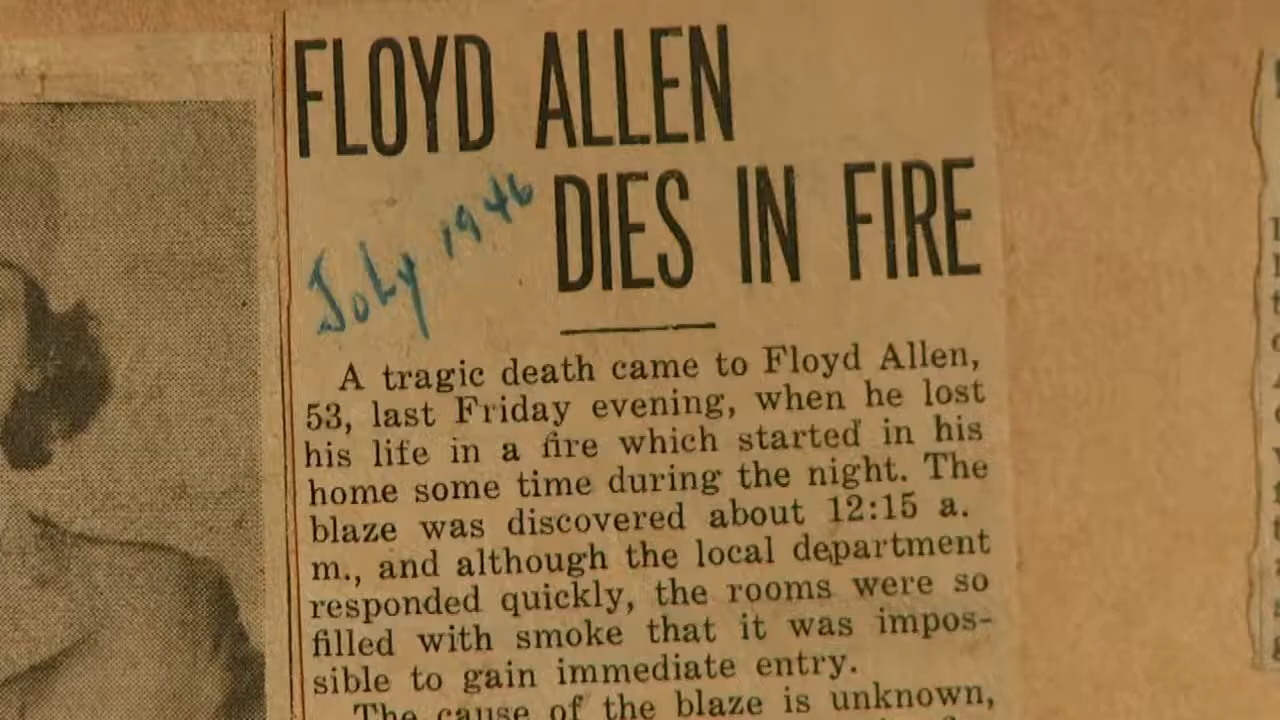 FLOYD ALLEN
DIES IN FIRE
July 1946
A tragic death came to Floyd Allen,
53, last Friday evening, when he lost
his life in a fire which started in his
home some time during the night. The
blaze was discovered about 12:15 a.
m., and although the local department
responded quickly, the rooms were so
filled with smoke that it was impos-
sible to gain immediate entry.
The cause of the blaze is unknown,